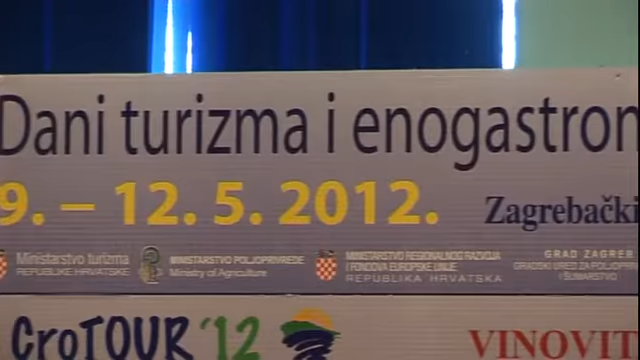 Dani turizma i enogastron
9. – 12. 5. 2012. Zagrebački
Ministarstvo turizma
REPUBLIKE HRVATSKE
MINISTARSTVO POLJOPRIVREDE
Ministry of Agriculture
MINISTARSTVO REGIONALNOG RAZVOJA
I FONDOVA EUROPSKE UNIJE
REPUBLIKA HRVATSKA
GRAD ZAGREB
GRADSKI URED ZA POLJOPRI
I ŠUMARSTVO
CroTOUR '12 VINOVIT